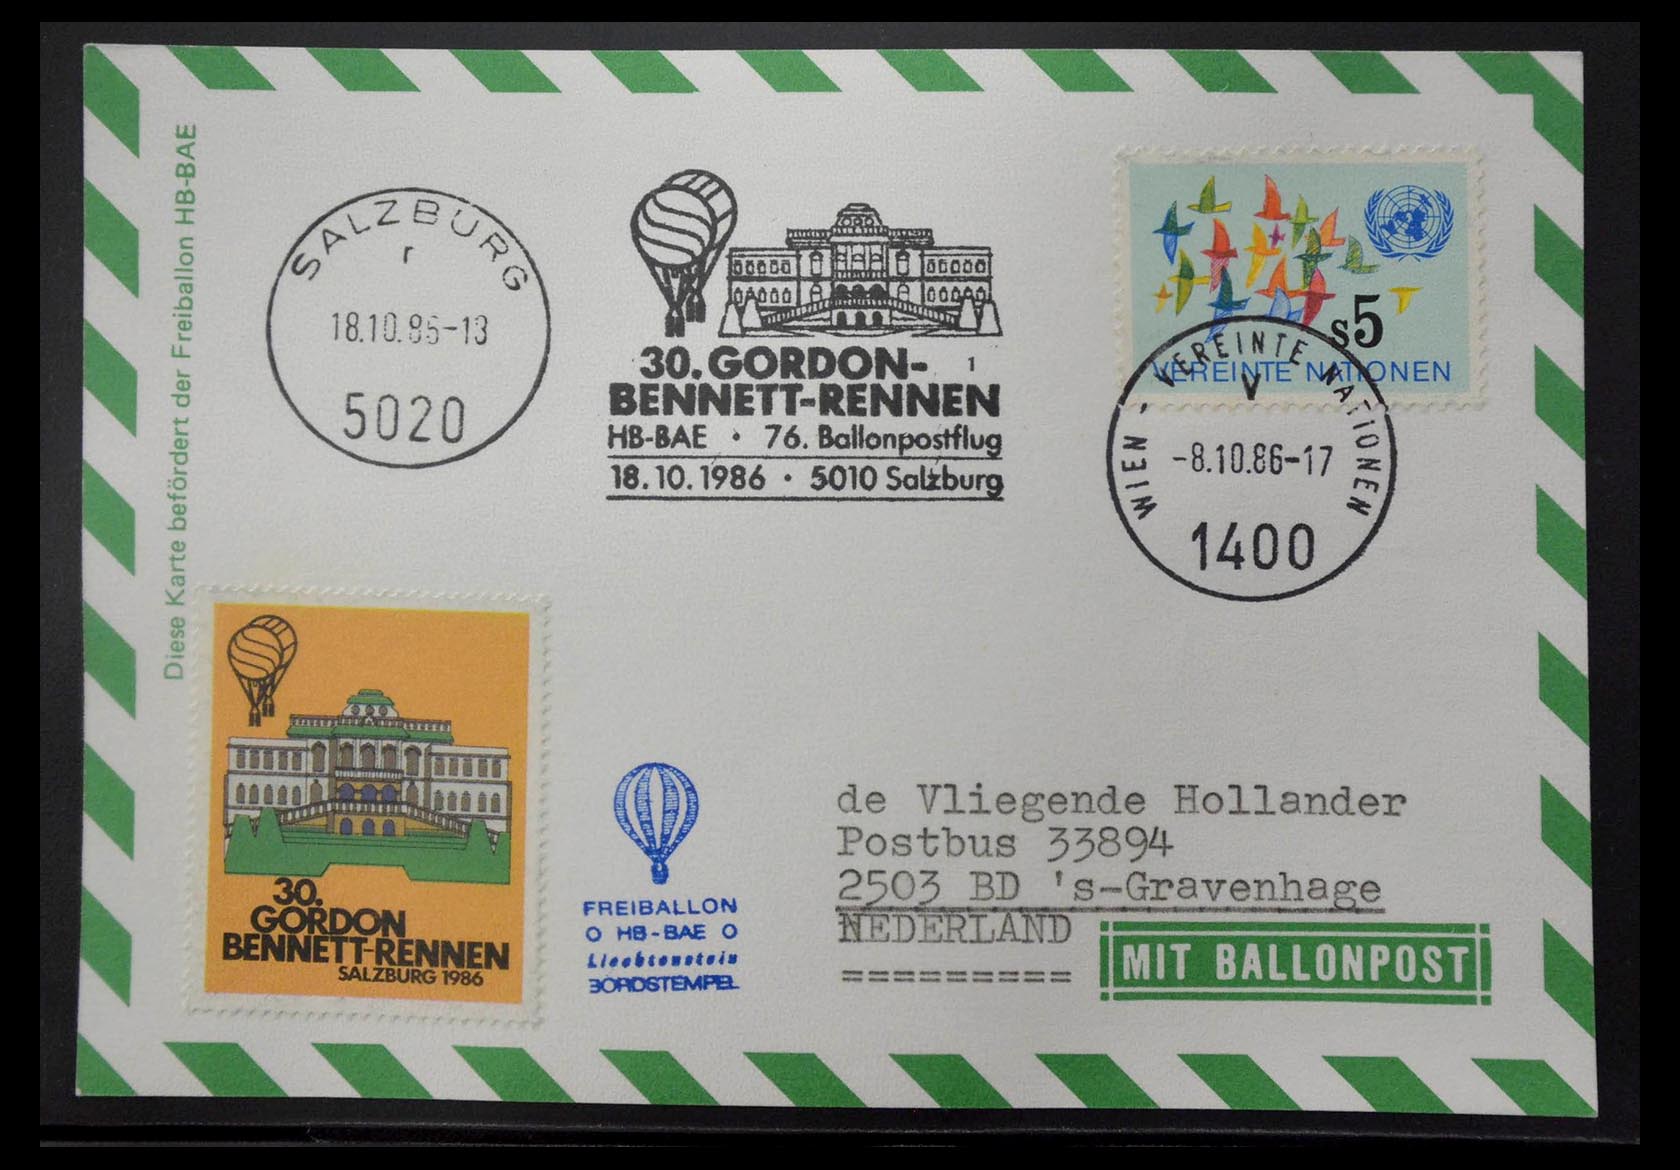 Diese Karte befördert der Freiballon HB-BAE
SALZBURG
r
18.10.86-13
5020
30. GORDON-
1
BENNETT-RENNEN
HB-BAE · 76. Ballonpostflug
18.10.1986 · 5010 Salzburg
s5
VEREINTE NATIONEN
WIEN - VEREINTE NATIONEN
V
-8.10.86-17
1400
30.
GORDON
BENNETT-RENNEN
SALZBURG 1986
FREIBALLON
O HB-BAE O
Liechtenstein
BORDSTEMPEL
de Vliegende Hollander
Postbus 33894
2503 BD 's-Gravenhage
NEDERLAND
==========
MIT BALLONPOST